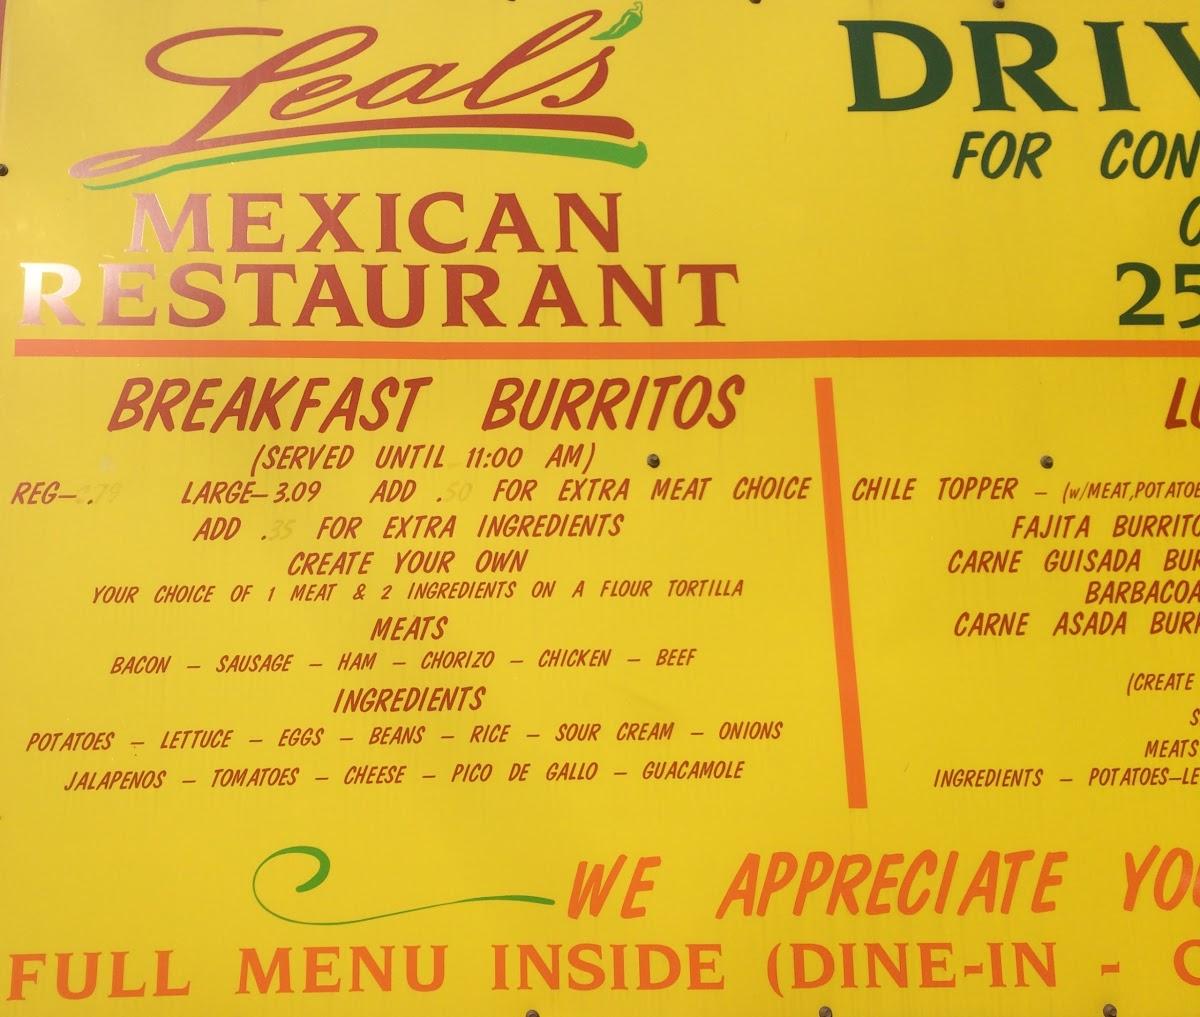 Leal's
MEXICAN
RESTAURANT
DRIV
FOR CON
25
BREAKFAST BURRITOS
(SERVED UNTIL 11:00 AM)
REG—.79 LARGE—3.09 ADD .50 FOR EXTRA MEAT CHOICE
ADD .35 FOR EXTRA INGREDIENTS
CREATE YOUR OWN
YOUR CHOICE OF 1 MEAT & 2 INGREDIENTS ON A FLOUR TORTILLA
MEATS
BACON — SAUSAGE — HAM — CHORIZO — CHICKEN — BEEF
INGREDIENTS
POTATOES — LETTUCE — EGGS — BEANS — RICE — SOUR CREAM — ONIONS
JALAPENOS — TOMATOES — CHEESE — PICO DE GALLO — GUACAMOLE
LU
CHILE TOPPER — (w/MEAT,POTATOE
FAJITA BURRITO
CARNE GUISADA BUR
BARBACOA
CARNE ASADA BURR
(CREATE
S
MEATS
INGREDIENTS — POTATOES—LE
WE APPRECIATE YOU
FULL MENU INSIDE (DINE-IN - C